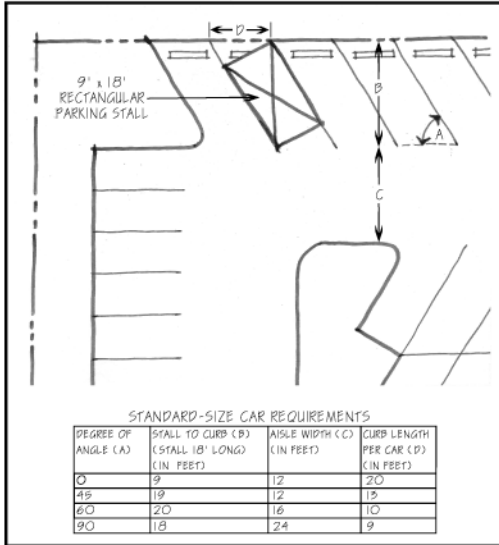 D
9' x 18'
RECTANGULAR
PARKING STALL
B
A
C
STANDARD-SIZE CAR REQUIREMENTS
DEGREE OF ANGLE (A) STALL TO CURB (B) (STALL 18' LONG) (IN FEET) AISLE WIDTH (C) (IN FEET) CURB LENGTH PER CAR (D) (IN FEET)
0 9 12 20
45 19 12 13
60 20 16 10
90 18 24 9